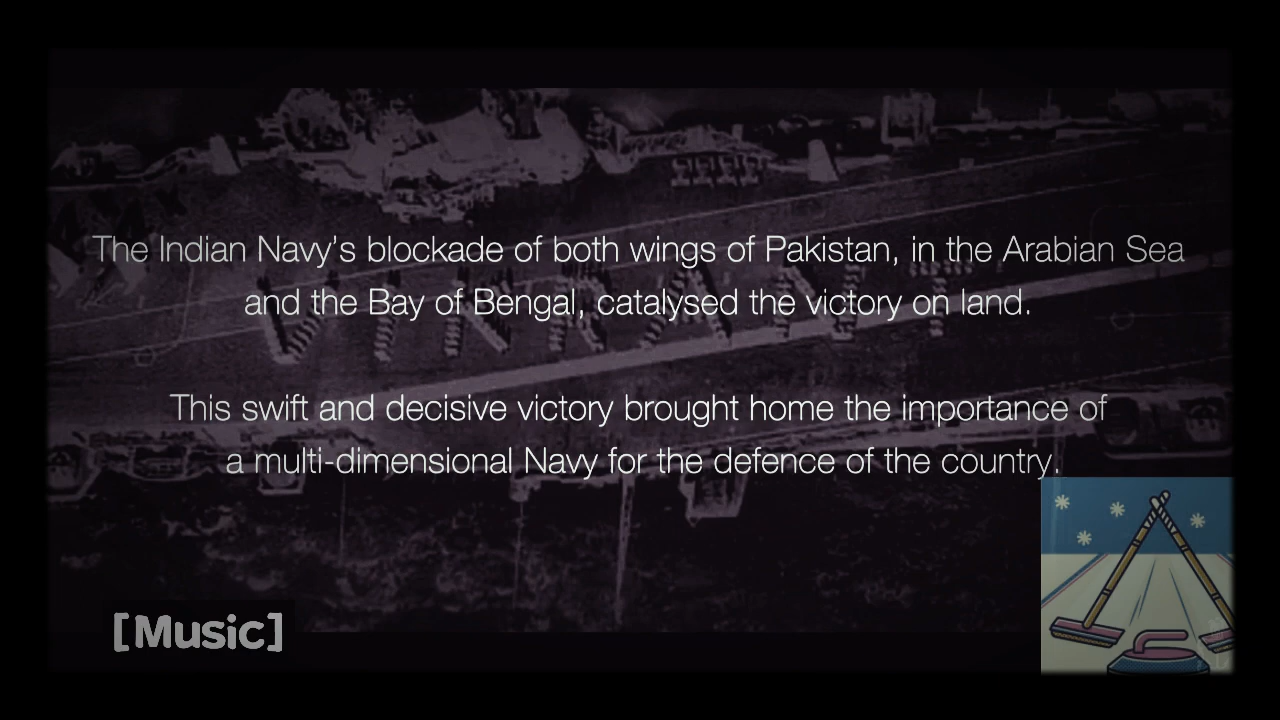 The Indian Navy’s blockade of both wings of Pakistan, in the Arabian Sea
and the Bay of Bengal, catalysed the victory on land.
This swift and decisive victory brought home the importance of
a multi-dimensional Navy for the defence of the country.
[Music]